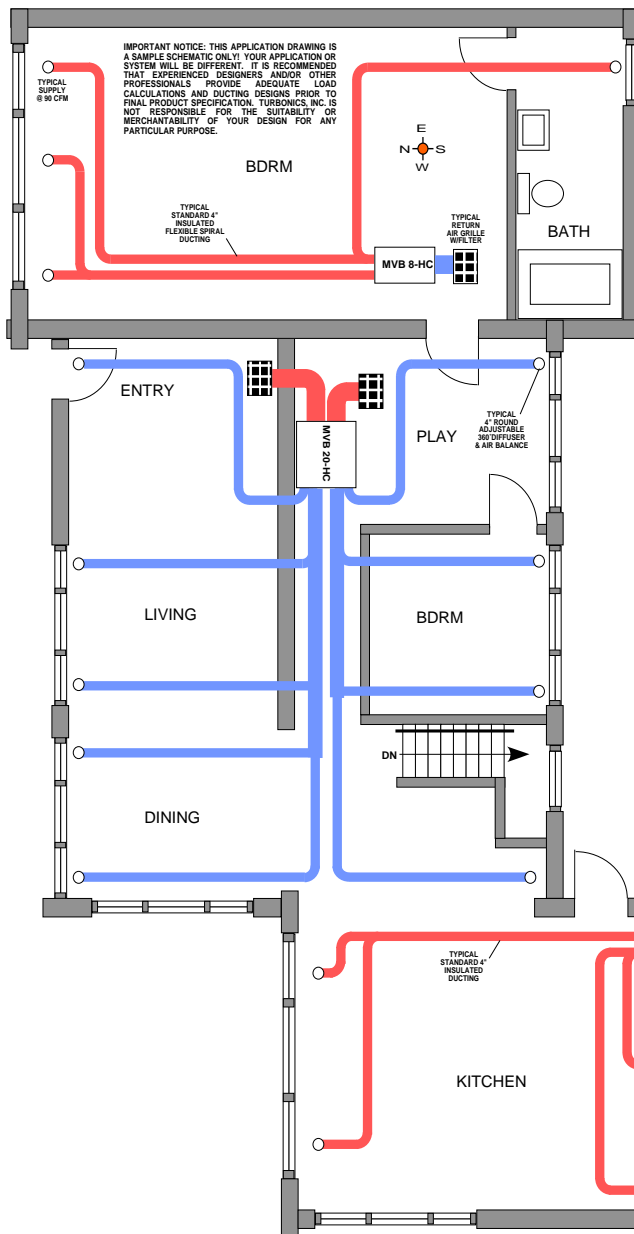 IMPORTANT NOTICE: THIS APPLICATION DRAWING IS
A SAMPLE SCHEMATIC ONLY! YOUR APPLICATION OR
SYSTEM WILL BE DIFFERENT. IT IS RECOMMENDED
THAT EXPERIENCED DESIGNERS AND/OR OTHER
PROFESSIONALS PROVIDE ADEQUATE LOAD
CALCULATIONS AND DUCTING DESIGNS PRIOR TO
FINAL PRODUCT SPECIFICATION. TURBONICS, INC. IS
NOT RESPONSIBLE FOR THE SUITABILITY OR
MERCHANTABILITY OF YOUR DESIGN FOR ANY
PARTICULAR PURPOSE.
TYPICAL
SUPPLY
@ 90 CFM
BDRM
E
N S
W
TYPICAL
STANDARD 4"
INSULATED
FLEXIBLE SPIRAL
DUCTING
TYPICAL
RETURN
AIR GRILLE
W/FILTER
BATH
MVB 8-HC
ENTRY
MVB 20-HC
PLAY
TYPICAL
4" ROUND
ADJUSTABLE
360°DIFFUSER
& AIR BALANCE
LIVING
BDRM
DN
DINING
TYPICAL
STANDARD 4"
INSULATED
DUCTING
KITCHEN